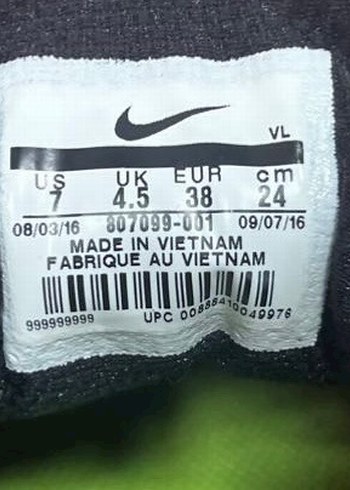 VL
US UK EUR cm
7 4.5 38 24
08/03/16 807099-001 09/07/16
MADE IN VIETNAM
FABRIQUE AU VIETNAM
999999999 UPC 00888410049976